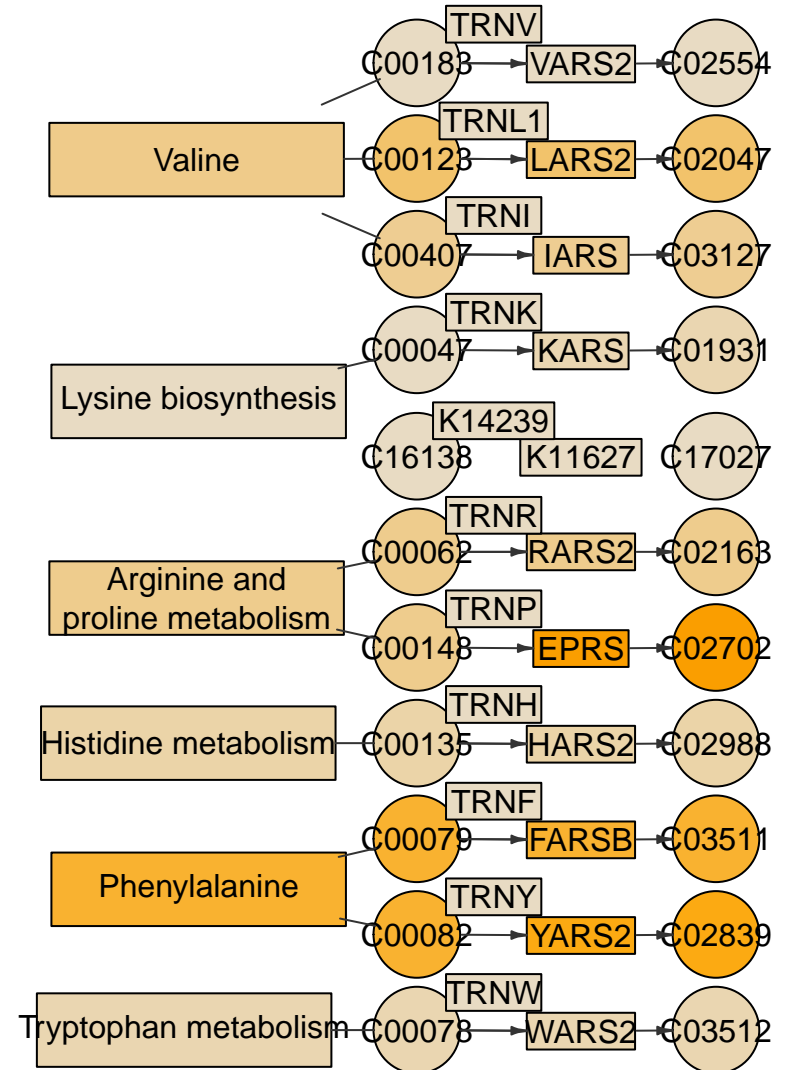 TRNV
C00183 VARS2 C02554
TRNL1
Valine C00123 LARS2 C02047
TRNI
C00407 IARS C03127
TRNK
C00047 KARS C01931
Lysine biosynthesis
K14239
C16138 K11627 C17027
TRNR
C00062 RARS2 C02163
Arginine and
proline metabolism
TRNP
C00148 EPRS C02702
TRNH
Histidine metabolism C00135 HARS2 C02988
TRNF
C00079 FARSB C03511
Phenylalanine
TRNY
C00082 YARS2 C02839
TRNW
Tryptophan metabolism C00078 WARS2 C03512